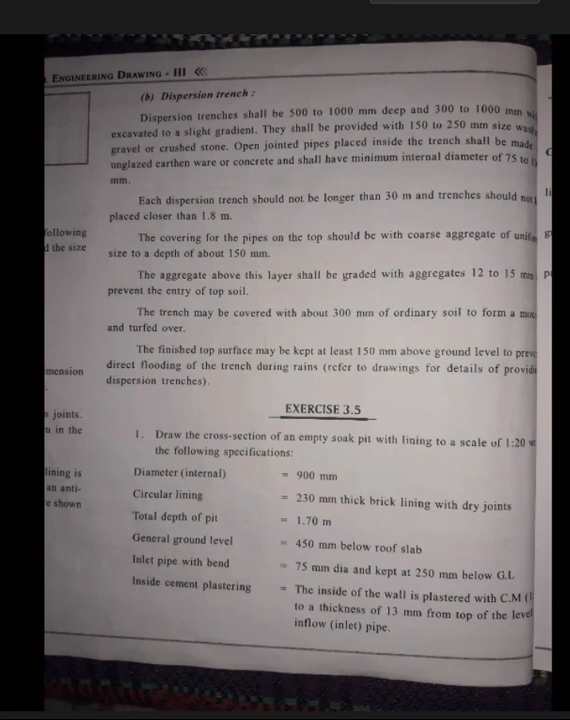 ENGINEERING DRAWING - III
(b) Dispersion trench :
Dispersion trenches shall be 500 to 1000 mm deep and 300 to 1000 mm
excavated to a slight gradient. They shall be provided with 150 to 250 mm size
gravel or crushed stone. Open jointed pipes placed inside the trench shall be made
unglazed earthen ware or concrete and shall have minimum internal diameter of 75 to
mm.
Each dispersion trench should not be longer than 30 m and trenches should not
placed closer than 1.8 m.
The covering for the pipes on the top should be with coarse aggregate of
size to a depth of about 150 mm.
The aggregate above this layer shall be graded with aggregates 12 to 15 mm
prevent the entry of top soil.
The trench may be covered with about 300 mm of ordinary soil to form a
and turfed over.
The finished top surface may be kept at least 150 mm above ground level to
direct flooding of the trench during rains (refer to drawings for details of
dispersion trenches).
following
the size
mension
joints.
in the
lining is
an anti-
shown
EXERCISE 3.5
1. Draw the cross-section of an empty soak pit with lining to a scale of 1:20
the following specifications:
Diameter (internal) = 900 mm
Circular lining = 230 mm thick brick lining with dry joints
Total depth of pit = 1.70 m
General ground level = 450 mm below roof slab
Inlet pipe with bend = 75 mm dia and kept at 250 mm below G.L
Inside cement plastering = The inside of the wall is plastered with C.M
to a thickness of 13 mm from top of the level
inflow (inlet) pipe.